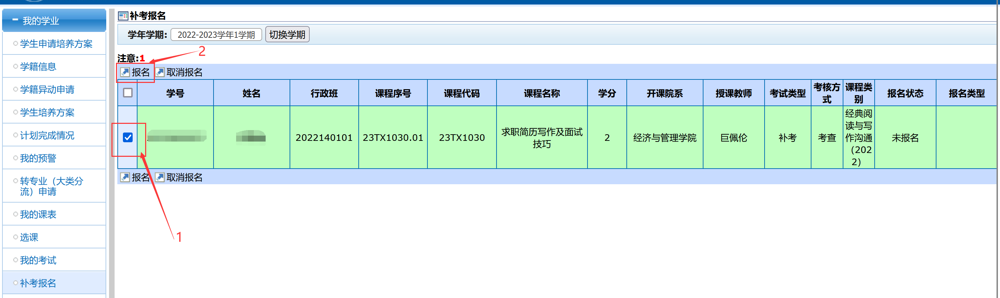 我的学业
学生申请培养方案
学籍信息
学籍异动申请
学生培养方案
计划完成情况
我的预警
转专业（大类分
流）申请
我的课表
选课
我的考试
补考报名
补考报名
学年学期: 2022-2023学年1学期 切换学期
2
注意:1
报名 取消报名
学号 姓名 行政班 课程序号 课程代码 课程名称 学分 开课院系 授课教师 考试类型 考核方
式 课程类
别 报名状态 报名类型
2022140101 23TX1030.01 23TX1030 求职简历写作及面试
技巧 2 经济与管理学院 巨佩伦 补考 考查 经典阅
读与写
作沟通
（202
2） 未报名
报名 取消报名
1